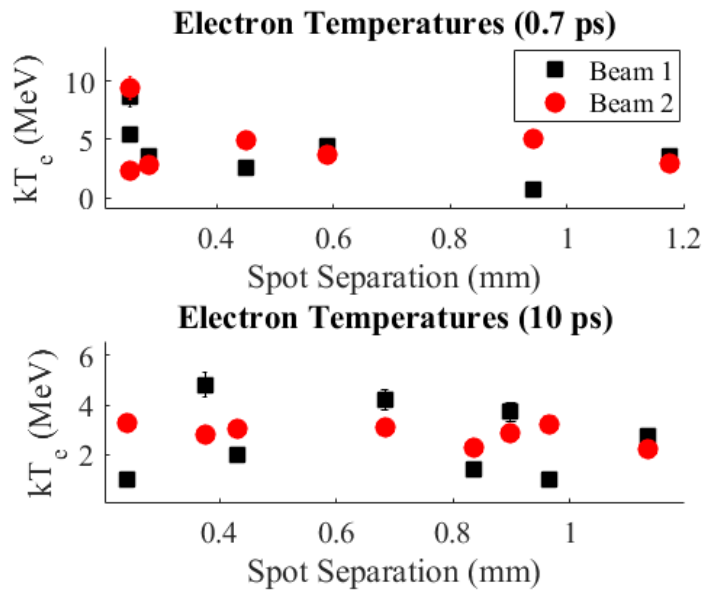 Electron Temperatures (0.7 ps)
Beam 1
Beam 2
10
5
0
kT_e (MeV)
0.4 0.6 0.8 1 1.2
Spot Separation (mm)
Electron Temperatures (10 ps)
6
4
2
kT_e (MeV)
0.4 0.6 0.8 1
Spot Separation (mm)